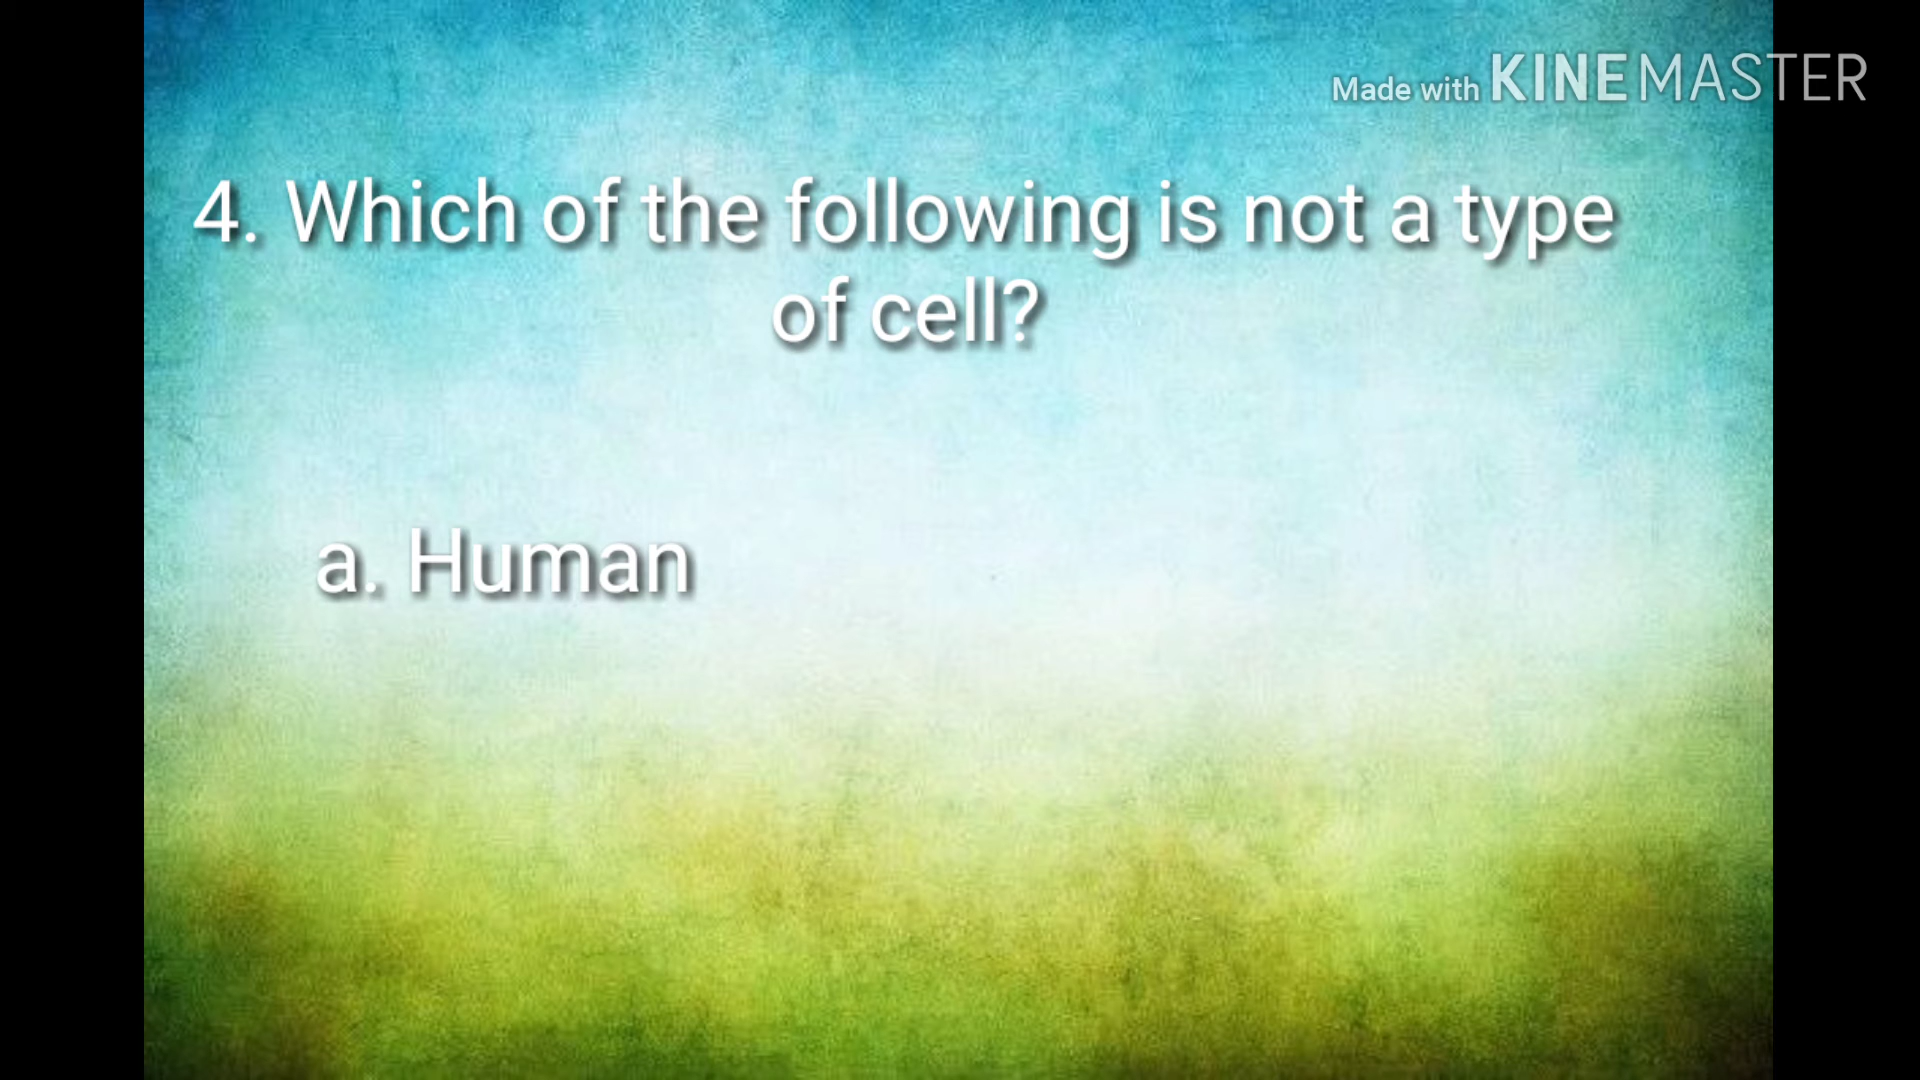 Made with KINEMASTER
4. Which of the following is not a type
of cell?
a. Human